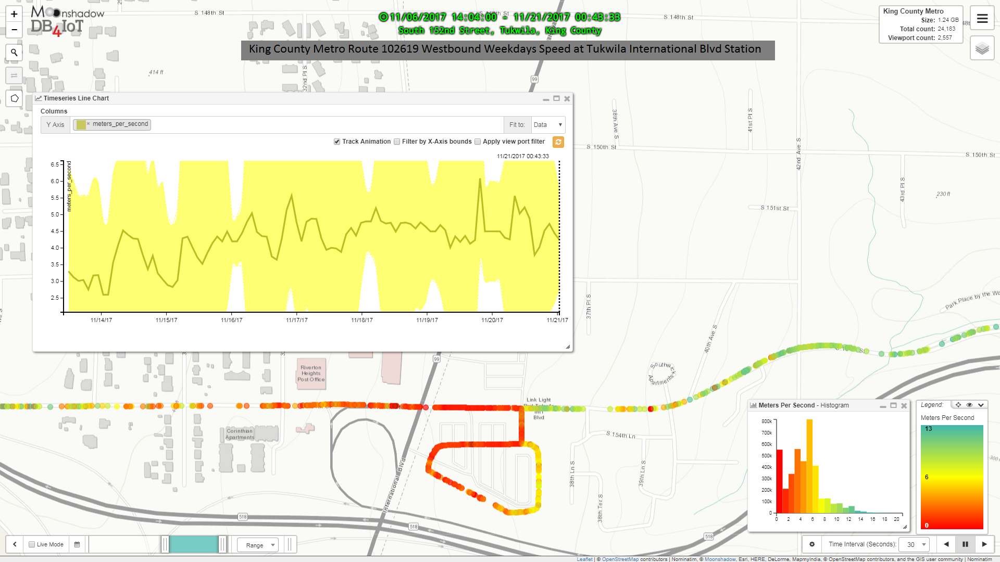 Moonshadow
DB4IoT
11/06/2017 14:04:00 - 11/21/2017 00:43:33
South 152nd Street, Tukwila, King County
King County Metro Route 102619 Westbound Weekdays Speed at Tukwila International Blvd Station
King County Metro
Size: 1.24 GB
Total count: 24,183
Viewport count: 2,557
S 148th St
S 148th St
S 148th St
414 ft
32nd Pl S
99
Timeseries Line Chart
Columns
Y Axis
× meters_per_second
Fit to:
Data
Track Animation
Filter by X-Axis bounds
Apply view port filter
11/21/2017 00:43:33
meters_per_second
6.5
6.0
5.5
5.0
4.5
4.0
3.5
3.0
2.5
11/14/17
11/15/17
11/16/17
11/17/17
11/18/17
11/19/17
11/20/17
11/21/17
38th Ave S
41st Pl S
42nd Ave S
S 150th St
S 150th St
43rd Pl S
230 ft
S 151st St
37th Pl S
40th Ave S
Park Place by the Wo
99
Riverton
Heights
Post Office
Southwick
Apartments
Link Light
Blvd
Corinthian
Apartments
S 154th Ln
38th Ln S
39th Ln S
38th Ter S
International Blvd
518
518
518
300
Meters Per Second - Histogram
800k
700k
600k
500k
400k
300k
200k
100k
0
0 2 4 6 8 10 12 14 16 18 20
Legend:
Meters Per Second
13
6
0
Live Mode
Range
Time Interval (Seconds):
30
Leaflet | © OpenStreetMap contributors | Nominatim, © Moonshadow, Esri, HERE, DeLorme, MapmyIndia, © OpenStreetMap contributors, and the GIS user community | Nominatim